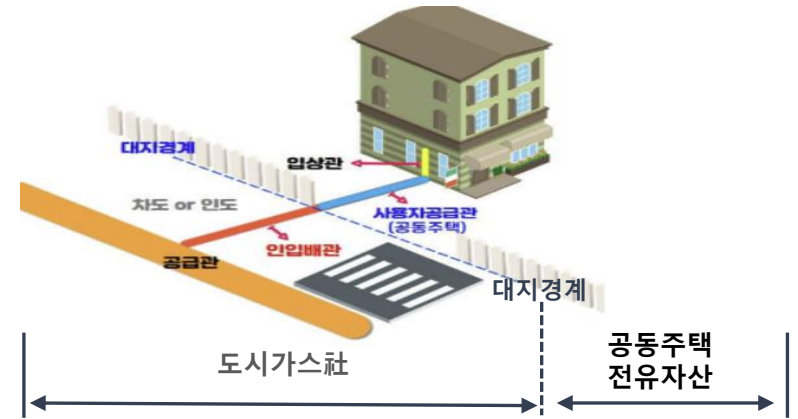 대지경계
입상관
차도 or 인도
사용자공급관
(공동주택)
인입배관
공급관
대지경계
도시가스社
공동주택
전유자산